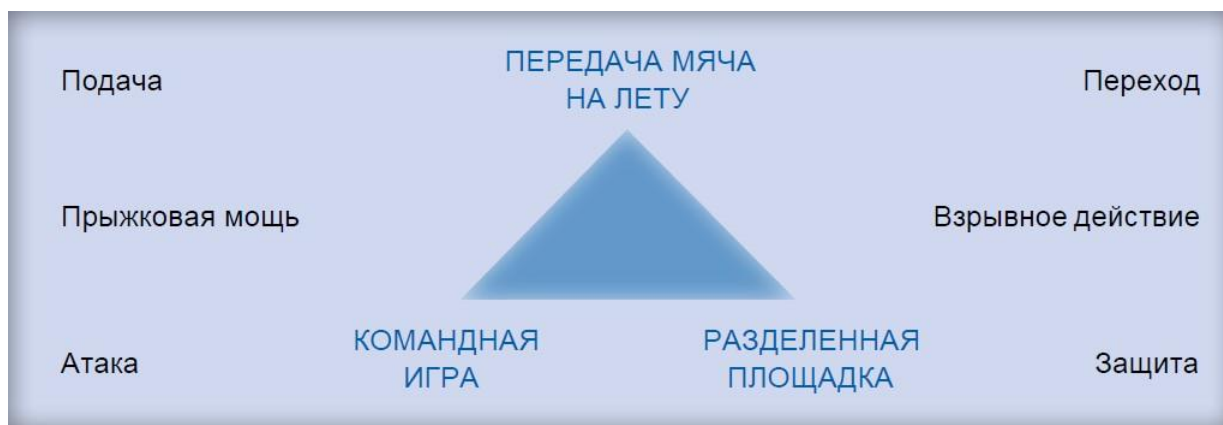 Подача
ПЕРЕДАЧА МЯЧА
НА ЛЕТУ
Переход
Прыжковая мощь
Взрывное действие
Атака
КОМАНДНАЯ
ИГРА
РАЗДЕЛЕННАЯ
ПЛОЩАДКА
Защита